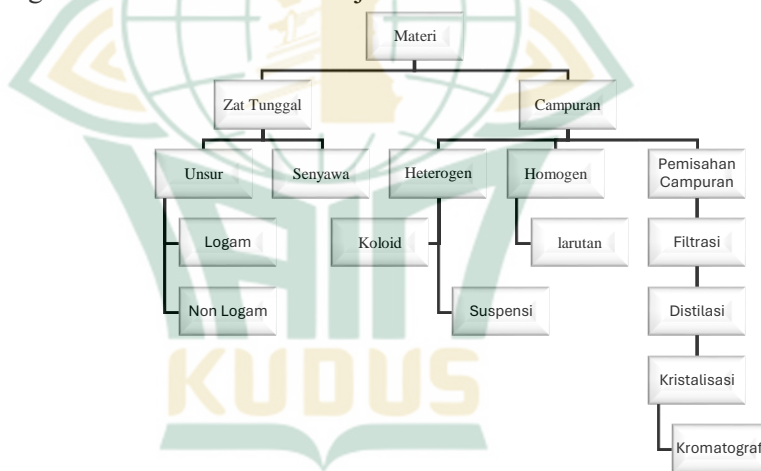 Materi
Zat Tunggal
Campuran
Unsur
Senyawa
Heterogen
Homogen
Pemisahan
Campuran
Logam
Koloid
larutan
Filtrasi
Non Logam
Suspensi
Distilasi
Kristalisasi
Kromatograf
KUDUS